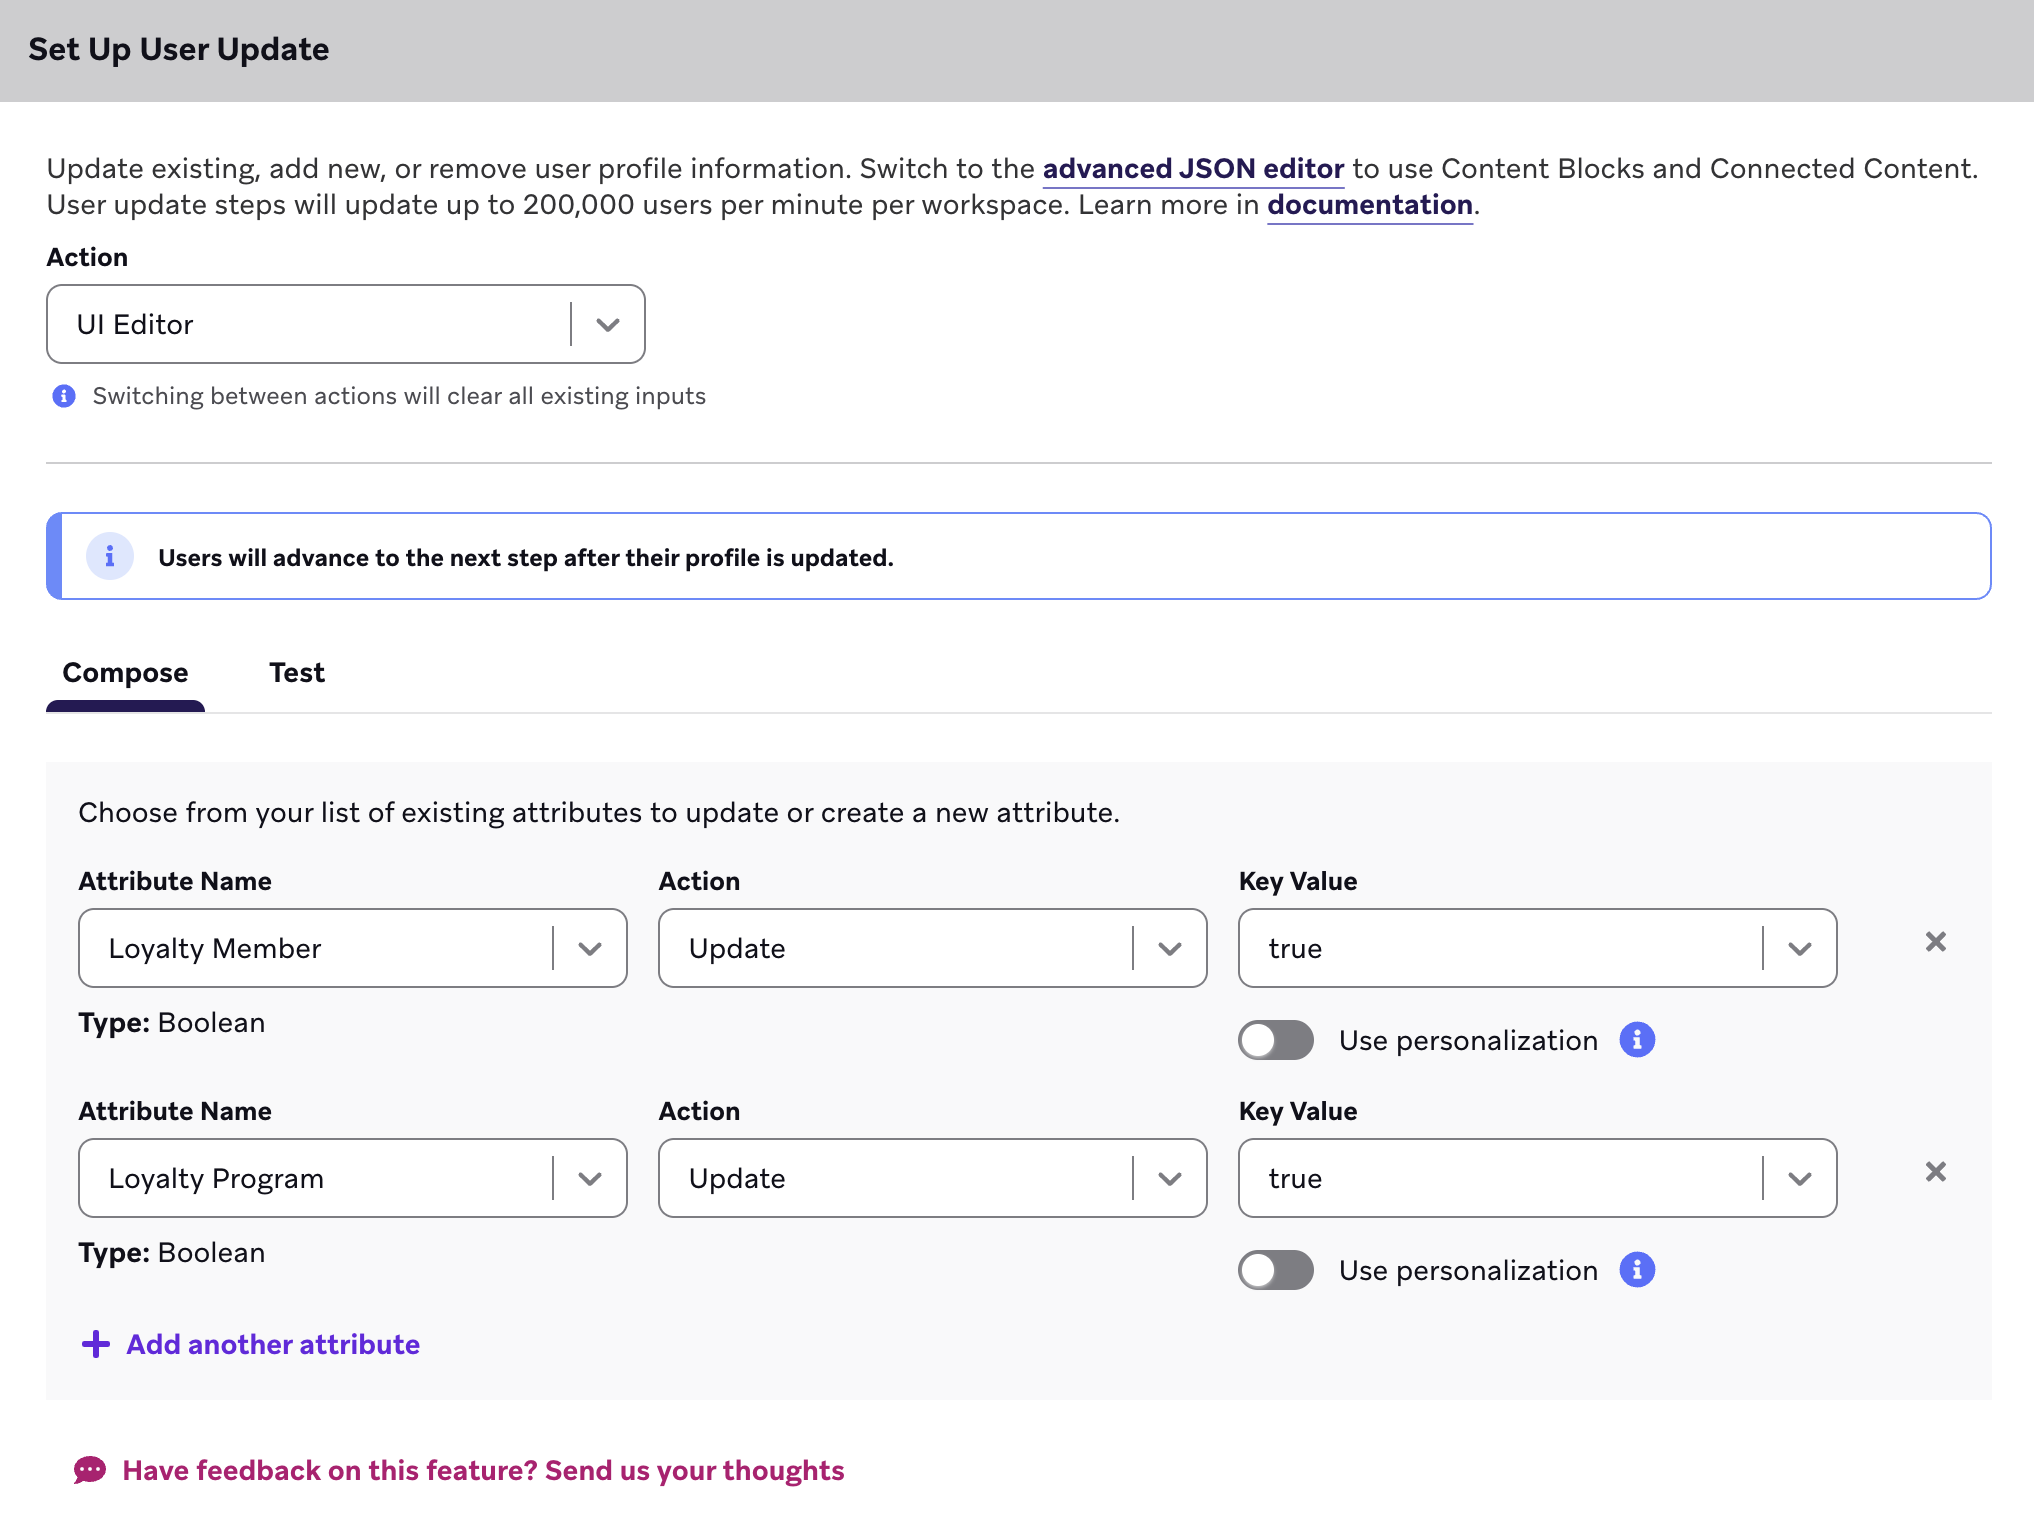 Set Up User Update
Update existing, add new, or remove user profile information. Switch to the advanced JSON editor to use Content Blocks and Connected Content.
User update steps will update up to 200,000 users per minute per workspace. Learn more in documentation.
Action
UI Editor
Switching between actions will clear all existing inputs
Users will advance to the next step after their profile is updated.
Compose Test
Choose from your list of existing attributes to update or create a new attribute.
Attribute Name Action Key Value
Loyalty Member Update true
Type: Boolean
Use personalization
Attribute Name Action Key Value
Loyalty Program Update true
Type: Boolean
Use personalization
Add another attribute
Have feedback on this feature? Send us your thoughts